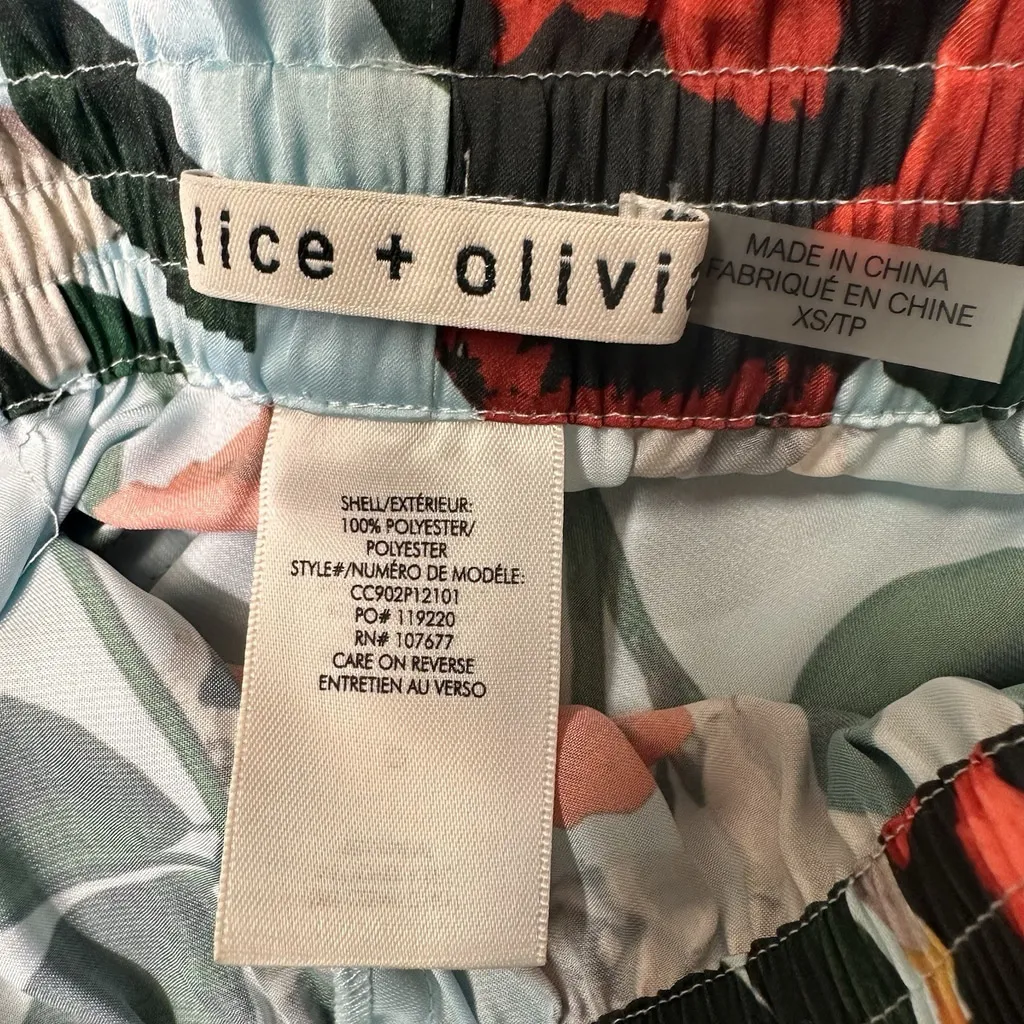 lice + olivia
MADE IN CHINA
FABRIQUÉ EN CHINE
XS/TP
SHELL/EXTÉRIEUR:
100% POLYESTER/
POLYESTER
STYLE#/NUMÉRO DE MODÉLE:
CC902P12101
PO# 119220
RN# 107677
CARE ON REVERSE
ENTRETIEN AU VERSO